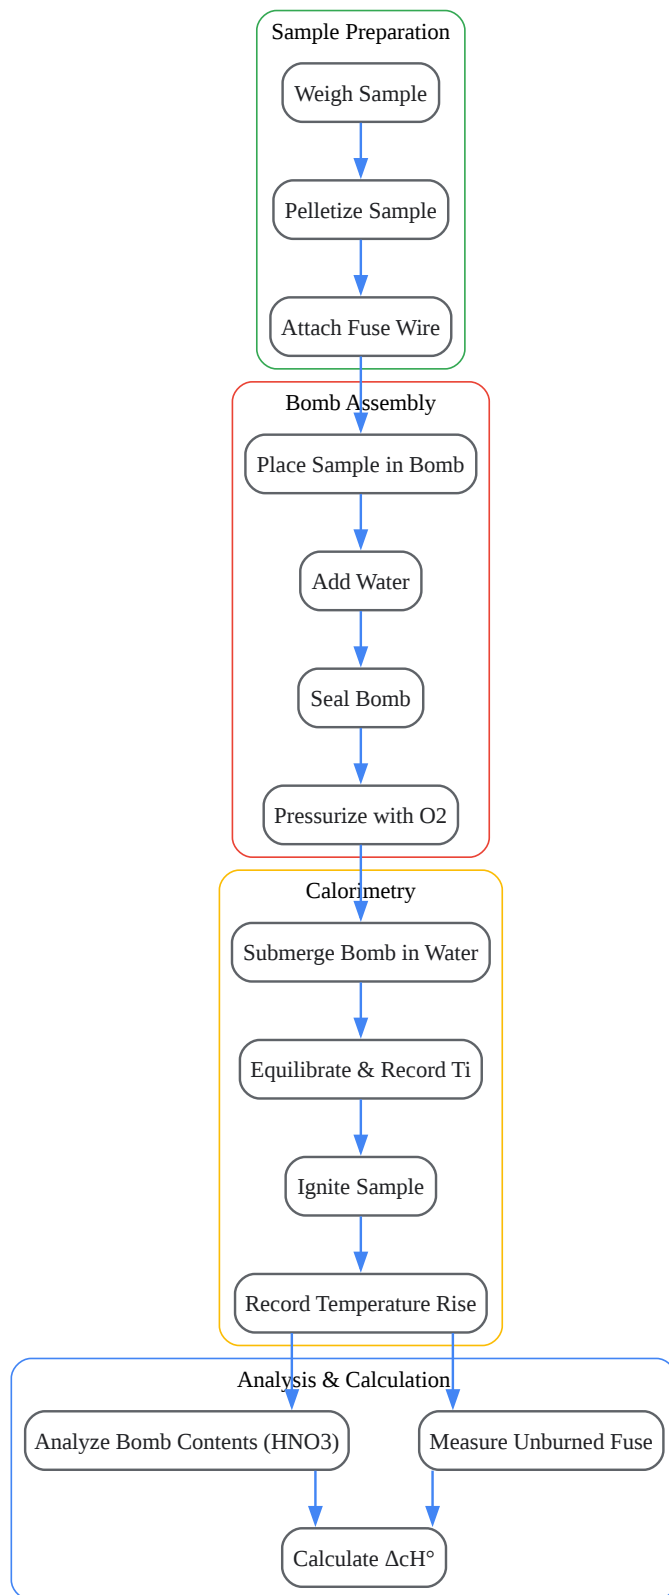 Sample Preparation
Weigh Sample
Pelletize Sample
Attach Fuse Wire
Bomb Assembly
Place Sample in Bomb
Add Water
Seal Bomb
Pressurize with O2
Calorimetry
Submerge Bomb in Water
Equilibrate & Record Ti
Ignite Sample
Record Temperature Rise
Analysis & Calculation
Analyze Bomb Contents (HNO3)
Measure Unburned Fuse
Calculate ΔcH°